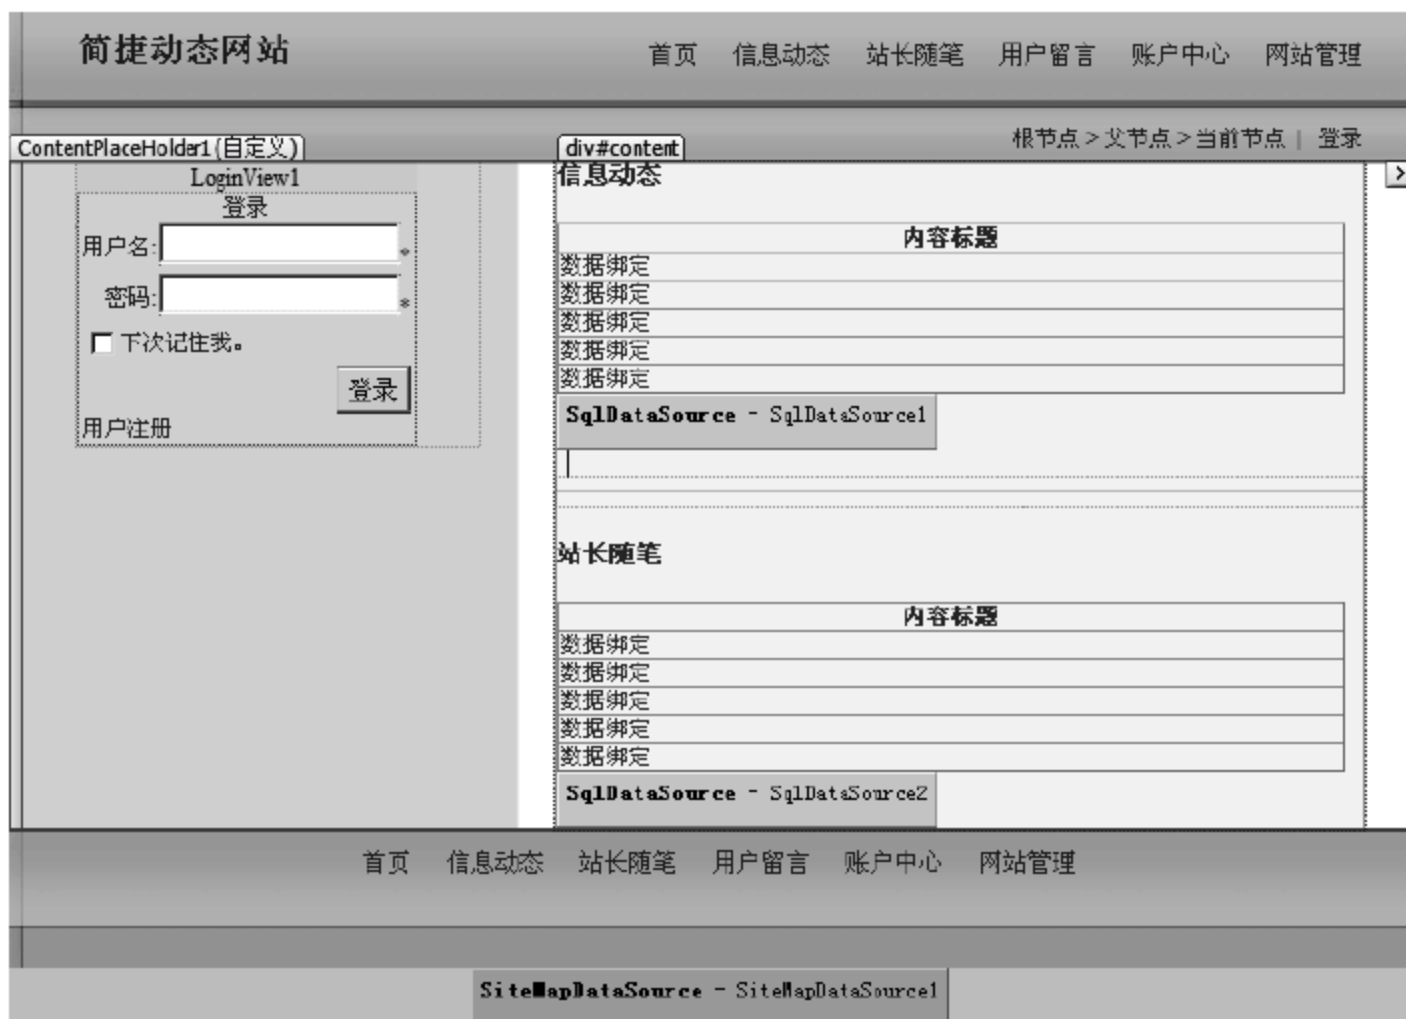 简捷动态网站
首页 信息动态 站长随笔 用户留言 账户中心 网站管理
根节点 > 父节点 > 当前节点 | 登录
ContentPlaceHolder1(自定义)
LoginView1
登录
用户名: *
密码: *
下次记住我。
登录
用户注册
div#content
信息动态
内容标题
数据绑定
数据绑定
数据绑定
数据绑定
数据绑定
SqlDataSource - SqlDataSource1
站长随笔
内容标题
数据绑定
数据绑定
数据绑定
数据绑定
数据绑定
SqlDataSource - SqlDataSource2
首页 信息动态 站长随笔 用户留言 账户中心 网站管理
SiteMapDataSource - SiteMapDataSource1